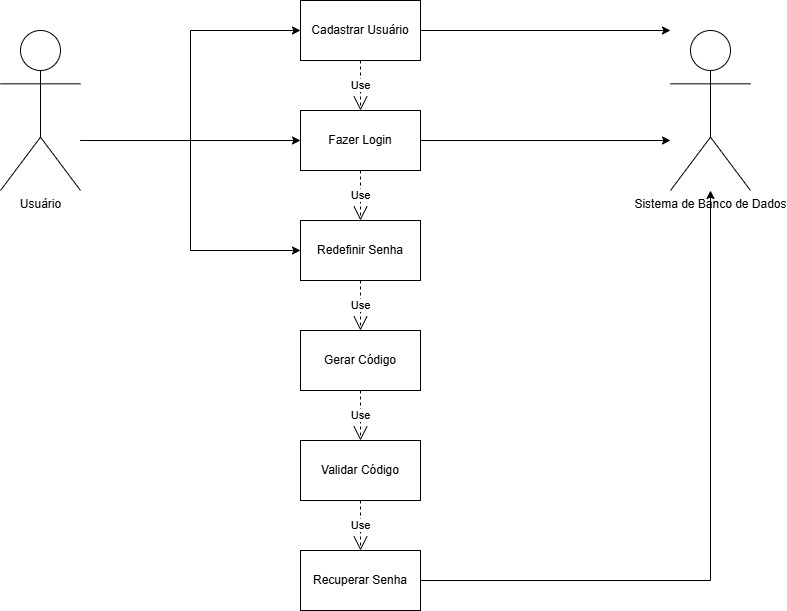 Cadastrar Usuário
Use
Fazer Login
Usuário
Use
Sistema de Banco de Dados
Redefinir Senha
Use
Gerar Código
Use
Validar Código
Use
Recuperar Senha